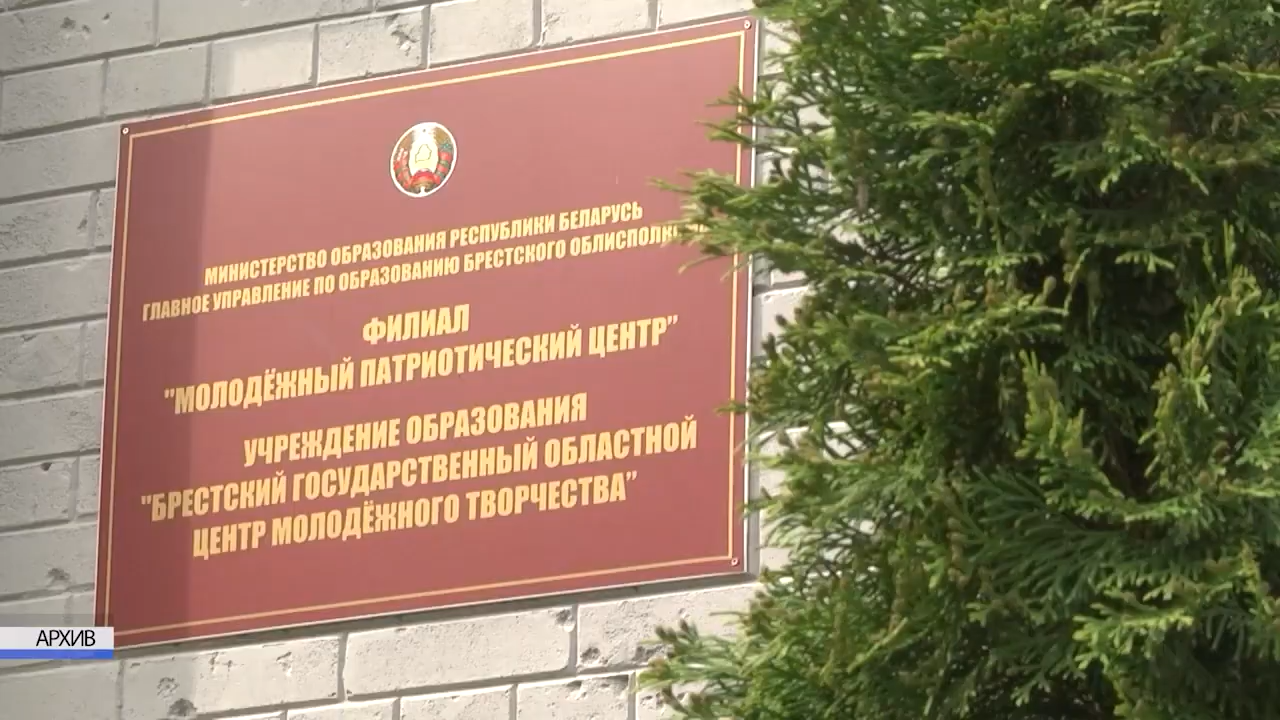 МИНИСТЕРСТВО ОБРАЗОВАНИЯ РЕСПУБЛИКИ БЕЛАРУСЬ
ГЛАВНОЕ УПРАВЛЕНИЕ ПО ОБРАЗОВАНИЮ БРЕСТСКОГО
ФИЛИАЛ
"МОЛОДЁЖНЫЙ ПАТРИОТИЧЕСКИЙ ЦЕНТР”
УЧРЕЖДЕНИЕ ОБРАЗОВАНИЯ
"БРЕСТСКИЙ ГОСУДАРСТВЕННЫЙ ОБЛАСТНОЙ
ЦЕНТР МОЛОДЁЖНОГО ТВОРЧЕСТВА”
АРХИВ